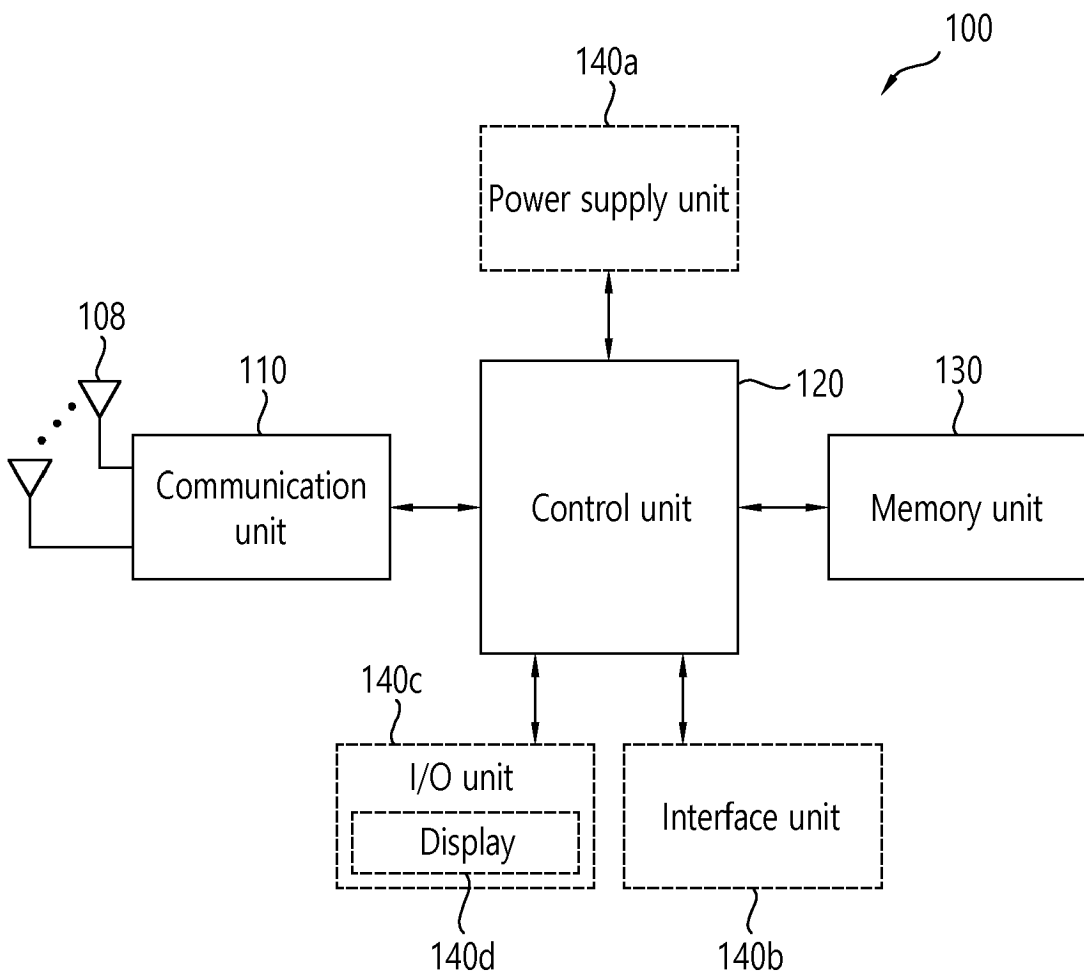 100
140a
Power supply unit
108
110
120
130
Communication
unit
Control unit
Memory unit
140c
I/O unit
Display
Interface unit
140d
140b